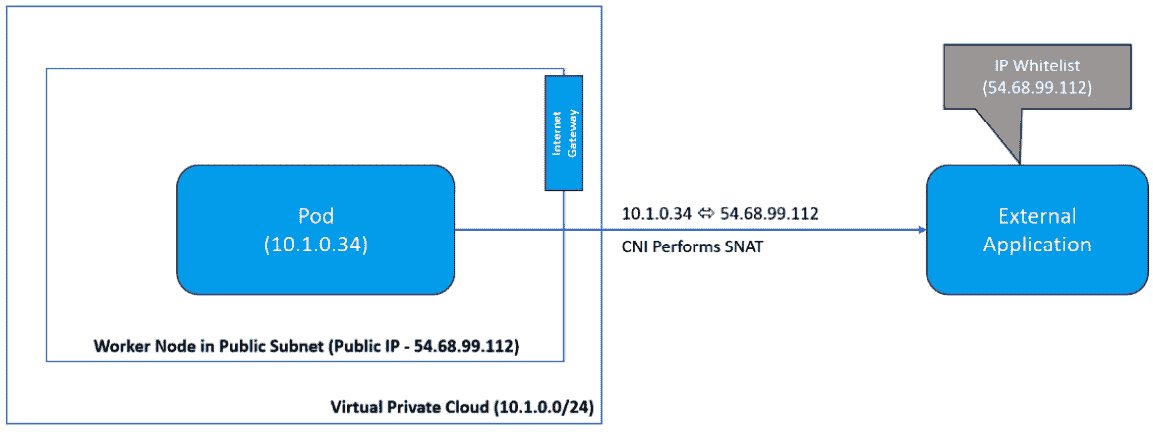 IP Whitelist
(54.68.99.112)
Internet
Gateway
Pod
(10.1.0.34)
10.1.0.34 ⇔ 54.68.99.112
CNI Performs SNAT
External
Application
Worker Node in Public Subnet (Public IP - 54.68.99.112)
Virtual Private Cloud (10.1.0.0/24)